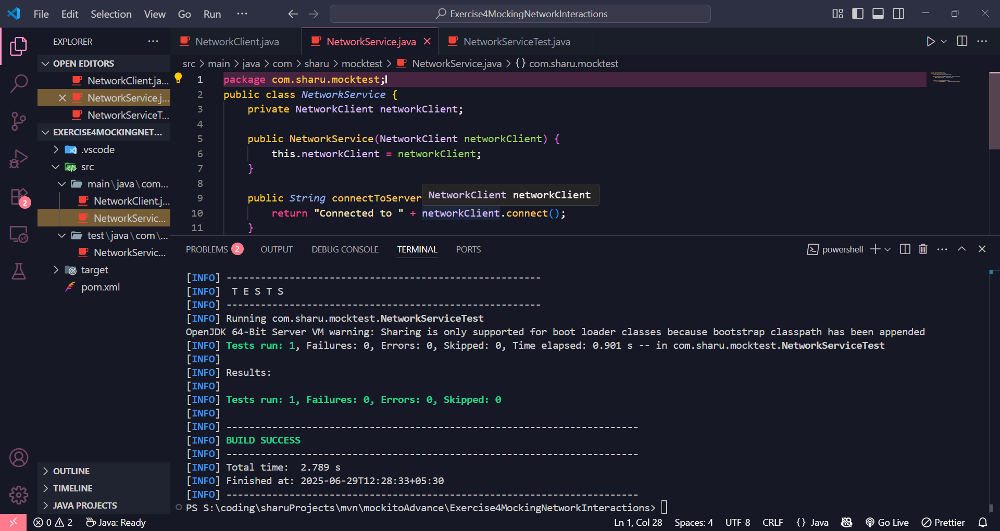 File Edit Selection View Go Run ···
Exercise4MockingNetworkInteractions
EXPLORER ···
OPEN EDITORS
NetworkClient.ja...
NetworkService.j...
NetworkServiceT...
EXERCISE4MOCKINGNET...
.vscode
src
main\java\com...
NetworkClient.j...
NetworkServic...
test\java\com\...
NetworkServic...
target
pom.xml
OUTLINE
TIMELINE
JAVA PROJECTS
2
NetworkClient.java
NetworkService.java
NetworkServiceTest.java
src > main > java > com > sharu > mocktest > NetworkService.java > {} com.sharu.mocktest
1 package com.sharu.mocktest;
2 public class NetworkService {
3 private NetworkClient networkClient;
4
5 public NetworkService(NetworkClient networkClient) {
6 this.networkClient = networkClient;
7 }
8
9 public String connectToServer
NetworkClient networkClient
10 return "Connected to " + networkClient.connect();
11 }
PROBLEMS 2 OUTPUT DEBUG CONSOLE TERMINAL PORTS
powershell
[INFO] -------------------------------------------------------
[INFO]  T E S T S
[INFO] -------------------------------------------------------
[INFO] Running com.sharu.mocktest.NetworkServiceTest
OpenJDK 64-Bit Server VM warning: Sharing is only supported for boot loader classes because bootstrap classpath has been appended
[INFO] Tests run: 1, Failures: 0, Errors: 0, Skipped: 0, Time elapsed: 0.901 s -- in com.sharu.mocktest.NetworkServiceTest
[INFO]
[INFO] Results:
[INFO]
[INFO] Tests run: 1, Failures: 0, Errors: 0, Skipped: 0
[INFO]
[INFO] ------------------------------------------------------------------------
[INFO] BUILD SUCCESS
[INFO] ------------------------------------------------------------------------
[INFO] Total time:  2.789 s
[INFO] Finished at: 2025-06-29T12:28:33+05:30
[INFO] ------------------------------------------------------------------------
PS S:\coding\sharuProjects\mvn\mockitoAdvance\Exercise4MockingNetworkInteractions>
0 2 Java: Ready
Ln 1, Col 28 Spaces: 4 UTF-8 CRLF {} Java Go Live Prettier